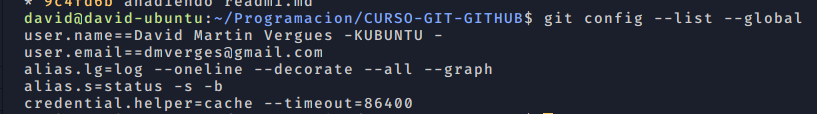 * 9c4fd6b añadiendo readmi.md
david@david-ubuntu:~/Programacion/CURSO-GIT-GITHUB$ git config --list --global
user.name==David Martin Vergues -KUBUNTU -
user.email==dmverges@gmail.com
alias.lg=log --oneline --decorate --all --graph
alias.s=status -s -b
credential.helper=cache --timeout=86400